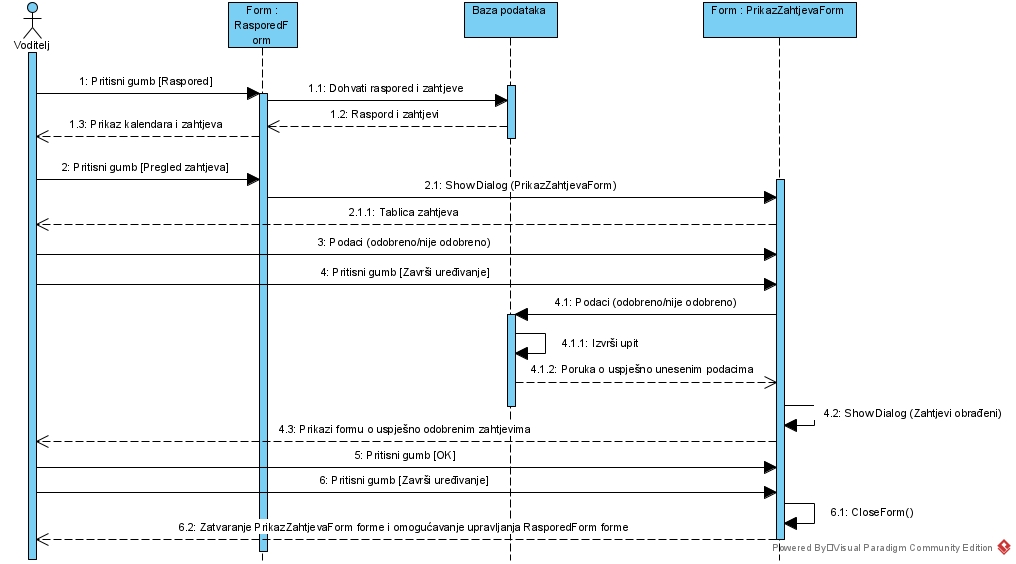 Form :
RasporedF
orm
Baza podataka
Form : PrikazZahtjevaForm
Voditelj
1: Pritisni gumb [Raspored]
1.1: Dohvati raspored i zahtjeve
1.2: Raspord i zahtjevi
1.3: Prikaz kalendara i zahtjeva
2: Pritisni gumb [Pregled zahtjeva]
2.1: ShowDialog (PrikazZahtjevaForm)
2.1.1: Tablica zahtjeva
3: Podaci (odobreno/nije odobreno)
4: Pritisni gumb [Završi uređivanje]
4.1: Podaci (odobreno/nije odobreno)
4.1.1: Izvrši upit
4.1.2: Poruka o uspješno unesenim podacima
4.2: ShowDialog (Zahtjevi obrađeni)
4.3: Prikazi formu o uspješno odobrenim zahtjevima
5: Pritisni gumb [OK]
6: Pritisni gumb [Završi uređivanje]
6.1: CloseForm()
6.2: Zatvaranje PrikazZahtjevaForm forme i omogućavanje upravljanja RasporedForm forme
Powered By Visual Paradigm Community Edition